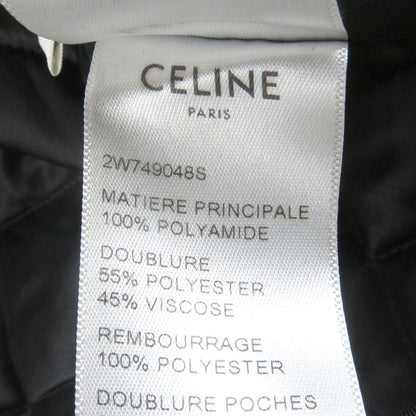 CELINE
PARIS
2W749048S
MATIERE PRINCIPALE
100% POLYAMIDE
DOUBLURE
55% POLYESTER
45% VISCOSE
REMBOURRAGE
100% POLYESTER
DOUBLURE POCHES